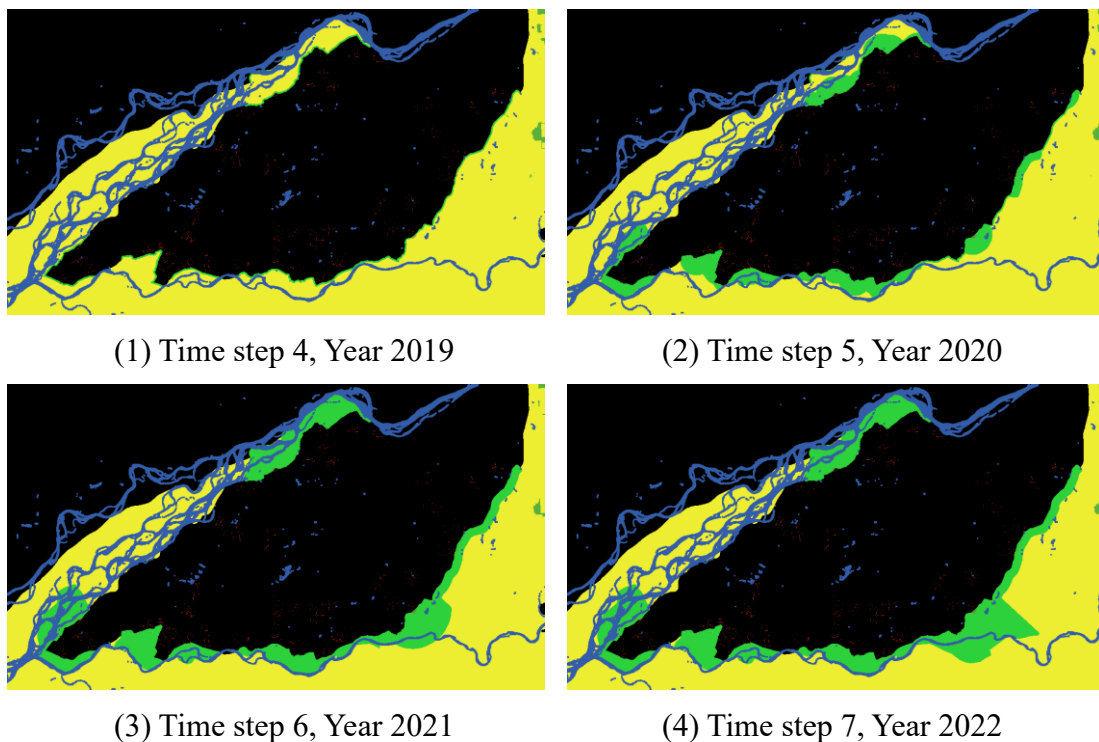 (1) Time step 4, Year 2019
(2) Time step 5, Year 2020
(3) Time step 6, Year 2021
(4) Time step 7, Year 2022